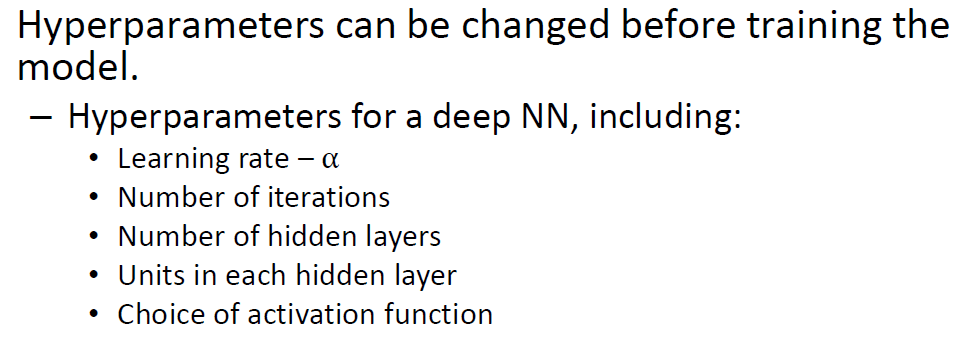 Hyperparameters can be changed before training the
model.
– Hyperparameters for a deep NN, including:
• Learning rate – α
• Number of iterations
• Number of hidden layers
• Units in each hidden layer
• Choice of activation function